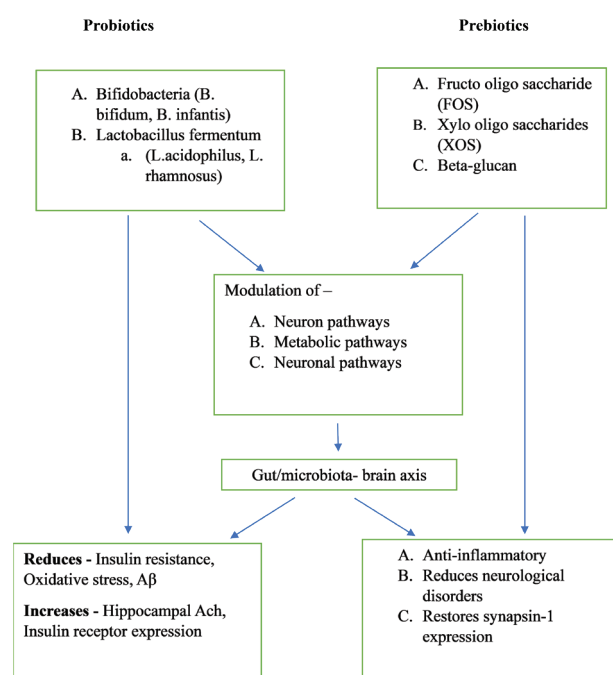 Probiotics
Prebiotics
A. Bifidobacteria (B.
bifidum, B. infantis)
B. Lactobacillus fermentum
a. (L.acidophilus, L.
rhamnosus)
A. Fructo oligo saccharide
(FOS)
B. Xylo oligo saccharides
(XOS)
C. Beta-glucan
Modulation of –
A. Neuron pathways
B. Metabolic pathways
C. Neuronal pathways
Gut/microbiota- brain axis
Reduces - Insulin resistance,
Oxidative stress, Aβ
Increases - Hippocampal Ach,
Insulin receptor expression
A. Anti-inflammatory
B. Reduces neurological
disorders
C. Restores synapsin-1
expression